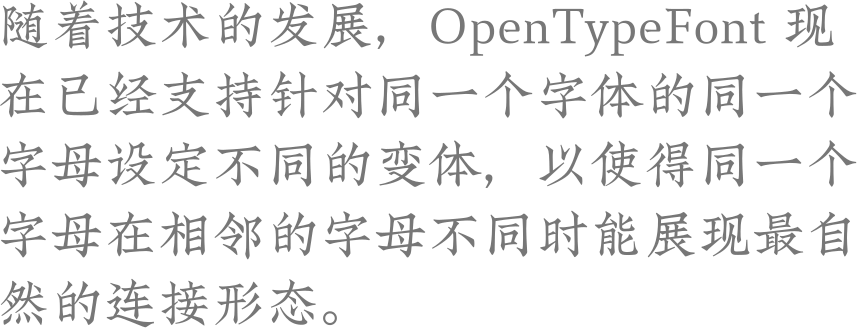 随着技术的发展，OpenTypeFont 现
在已经支持针对同一个字体的同一个
字母设定不同的变体，以使得同一个
字母在相邻的字母不同时能展现最自
然的连接形态。